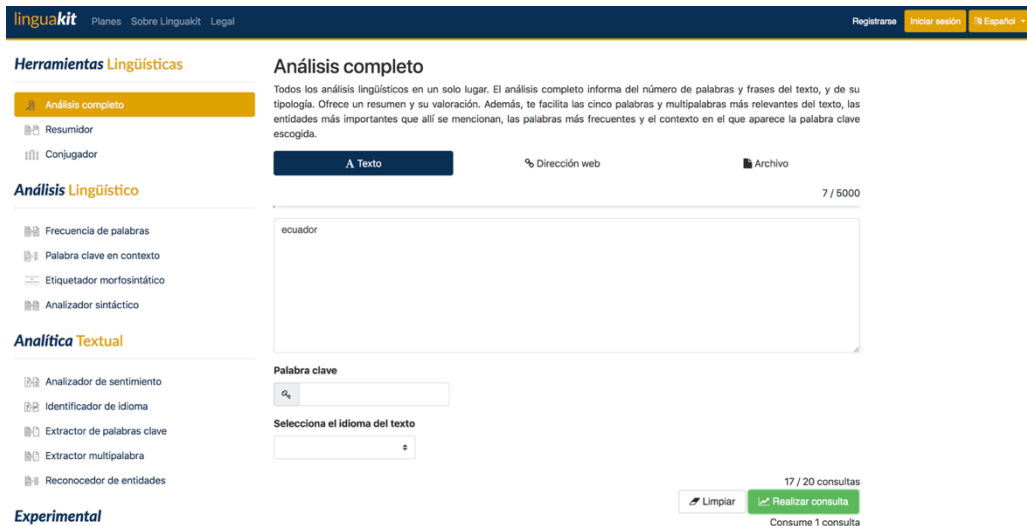 linguakit Planes Sobre Linguakit Legal Registrarse Iniciar sesión Español
Herramientas Lingüísticas
Análisis completo
Resumidor
Conjugador
Análisis Lingüístico
Frecuencia de palabras
Palabra clave en contexto
Etiquetador morfosintático
Analizador sintáctico
Analítica Textual
Analizador de sentimiento
Identificador de idioma
Extractor de palabras clave
Extractor multipalabra
Reconocedor de entidades
Experimental
Análisis completo
Todos los análisis lingüísticos en un solo lugar. El análisis completo informa del número de palabras y frases del texto, y de su
tipología. Ofrece un resumen y su valoración. Además, te facilita las cinco palabras y multipalabras más relevantes del texto, las
entidades más importantes que allí se mencionan, las palabras más frecuentes y el contexto en el que aparece la palabra clave
escogida.
Texto Dirección web Archivo
7 / 5000
ecuador
Palabra clave
Selecciona el idioma del texto
17 / 20 consultas
Limpiar Realizar consulta
Consume 1 consulta